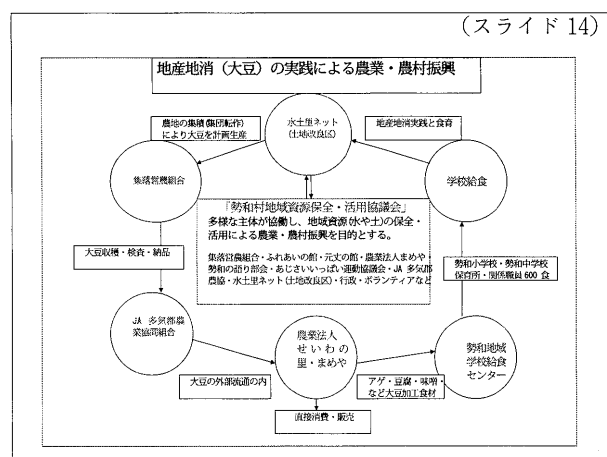 (スライド 14)
地産地消（大豆）の実践による農業・農村振興
農地の集積(集団転作)
により大豆を計画生産
水土里ネット
(土地改良区)
地産地消実践と食育
集落営農組合
学校給食
「勢和村地域資源保全・活用協議会」
多様な主体が協働し、地域資源(水や土)の保全・
活用による農業・農村振興を目的とする。
集落営農組合・ふれあいの館・元丈の館・農業法人まめや・
勢和の語り部会・あじさいいっぱい運動協議会・JA 多気郡
農協・水土里ネット(土地改良区)・行政・ボランティアなど
大豆収穫・検査・納品
勢和小学校・勢和中学校
保育所・関係職員 600 食
JA 多気郡農
業協同組合
農業法人
せいわの
里・まめや
勢和地域
学校給食
センター
大豆の外部流通の内
アゲ・豆腐・味噌・
など大豆加工食材
直接消費・販売